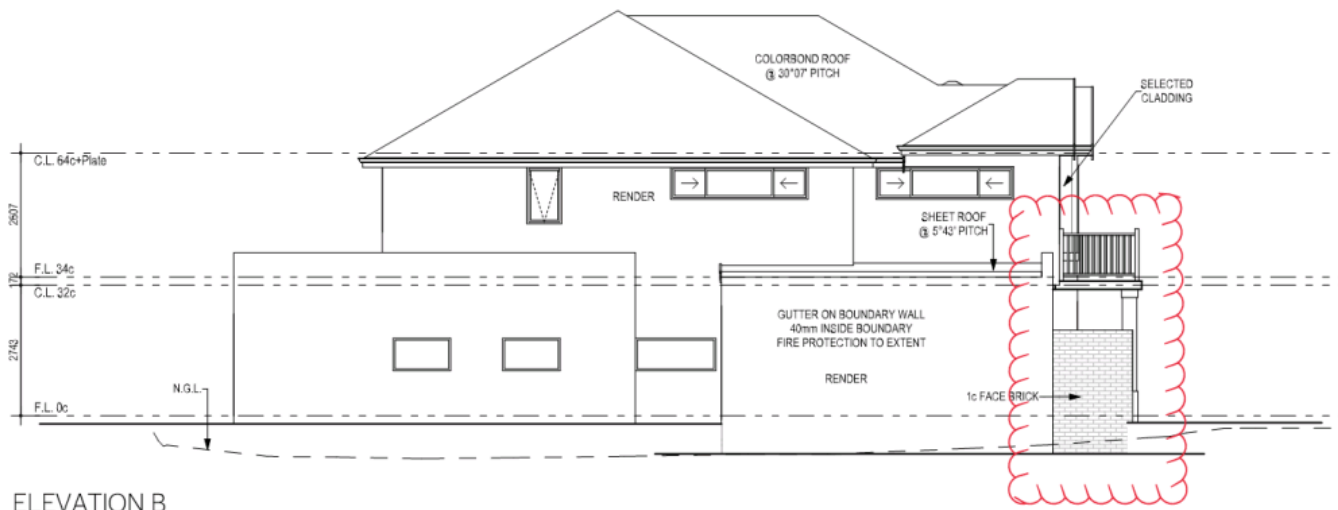 COLORBOND ROOF
@ 30°07' PITCH
SELECTED
CLADDING
C.L. 64c+Plate
RENDER
SHEET ROOF
@ 5°43' PITCH
2607
F.L. 34c
172
C.L. 32c
GUTTER ON BOUNDARY WALL
40mm INSIDE BOUNDARY
FIRE PROTECTION TO EXTENT
2743
RENDER
N.G.L.
1c FACE BRICK
F.L. 0c
ELEVATION B